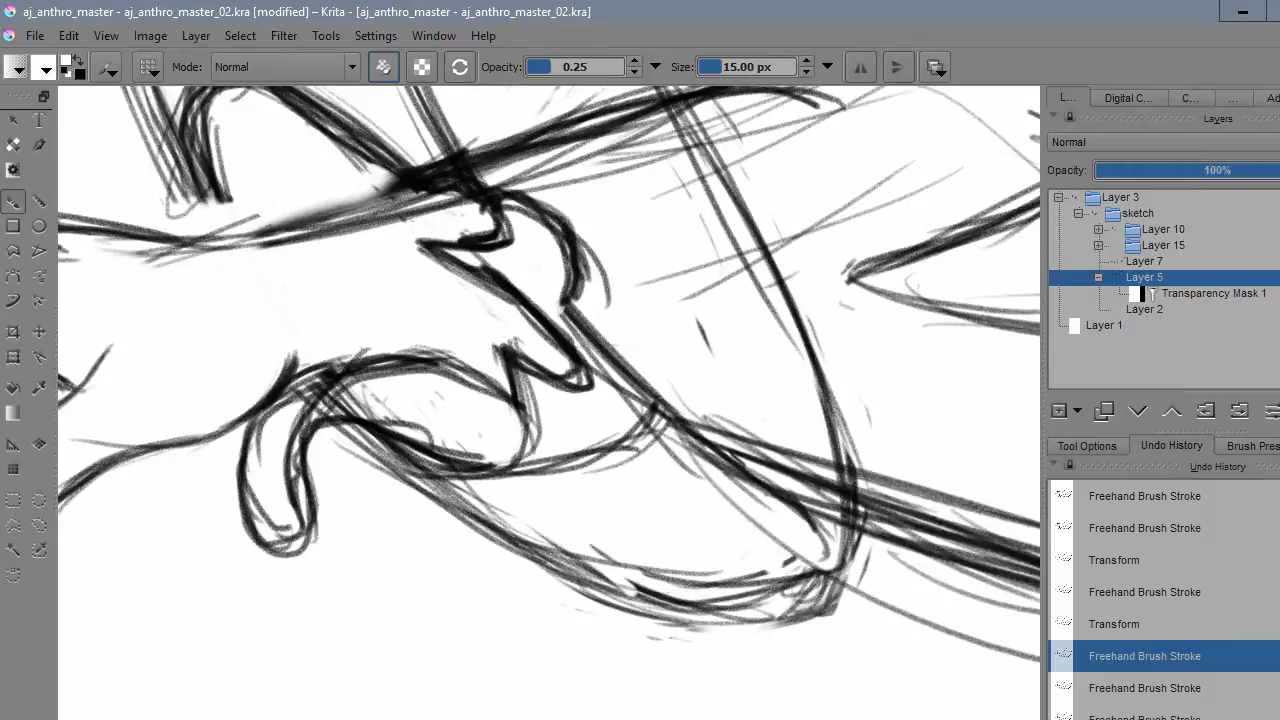 aj_anthro_master - aj_anthro_master_02.kra [modified] – Krita - [aj_anthro_master - aj_anthro_master_02.kra]
File Edit View Image Layer Select Filter Tools Settings Window Help
Mode: Normal Opacity: 0.25 Size: 15.00 px
L... Digital C... C... ... Ad
Layers
Normal
Opacity: 100%
Layer 3
sketch
Layer 10
Layer 15
Layer 7
Layer 5
Transparency Mask 1
Layer 2
Layer 1
Tool Options Undo History Brush Pres
Undo History
Freehand Brush Stroke
Freehand Brush Stroke
Transform
Freehand Brush Stroke
Transform
Freehand Brush Stroke
Freehand Brush Stroke
Freehand Brush Stroke